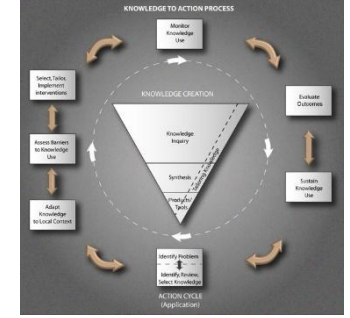 KNOWLEDGE TO ACTION PROCESS
Monitor
Knowledge
Use
Select, Tailor,
Implement
Interventions
KNOWLEDGE CREATION
Evaluate
Outcomes
Knowledge
Inquiry
Tailoring Knowledge
Assess Barriers
to Knowledge
Use
Synthesis
Sustain
Knowledge
Use
Products/
Tools
Adapt
Knowledge
to Local Context
Identify Problem
Identify, Review,
Select Knowledge
ACTION CYCLE
(Application)